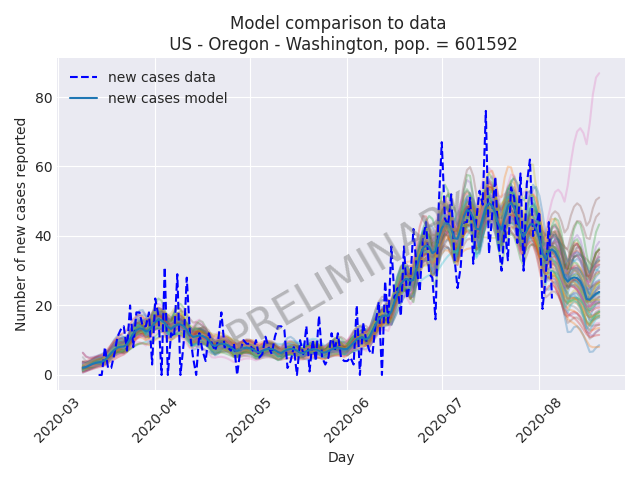 Model comparison to data
US - Oregon - Washington, pop. = 601592
new cases data
new cases model
Number of new cases reported
80
60
40
20
0
PRELIMINARY
2020-03
2020-04
2020-05
2020-06
2020-07
2020-08
Day